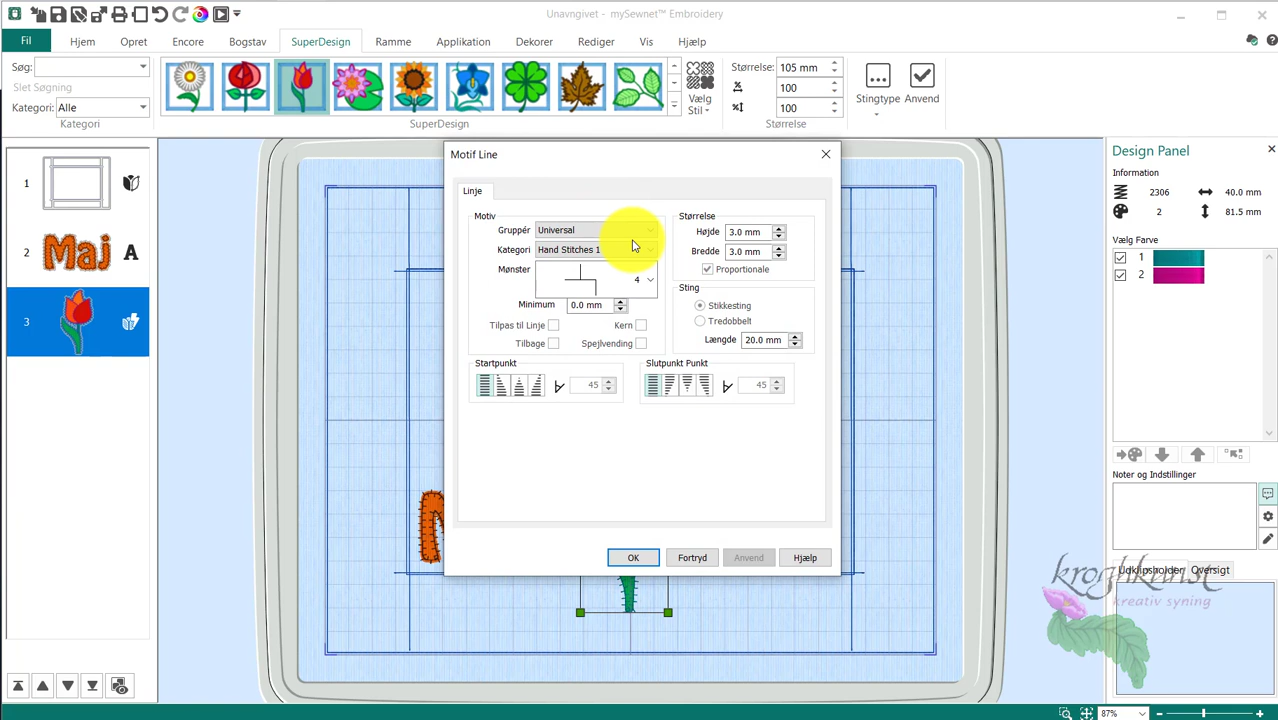 Unavngivet - mySewnet™ Embroidery
Fil Hjem Opret Encore Bogstav SuperDesign Ramme Applikation Dekorer Rediger Vis Hjælp
Søg:
Slet Søgning
Kategori: Alle
Kategori
SuperDesign
Vælg
Stil
Størrelse: 105 mm
100
100
Størrelse
Stingtype
Anvend
1
2 Maj A
3
Motif Line
Linje
Motiv
Gruppér Universal
Kategori Hand Stitches 1
Mønster 4
Minimum 0.0 mm
Tilpas til Linje Kern
Tilbage Spejlvending
Størrelse
Højde 3.0 mm
Bredde 3.0 mm
Proportionale
Sting
Stikkesting
Tredobbelt
Længde 20.0 mm
Startpunkt
45
Slutpunkt Punkt
45
OK Fortryd Anvend Hjælp
Design Panel
Information
2306 40.0 mm
2 81.5 mm
Vælg Farve
1
2
Noter og Indstillinger
Udklipsholder Oversigt
kroghkunst
kreativ syning
87%